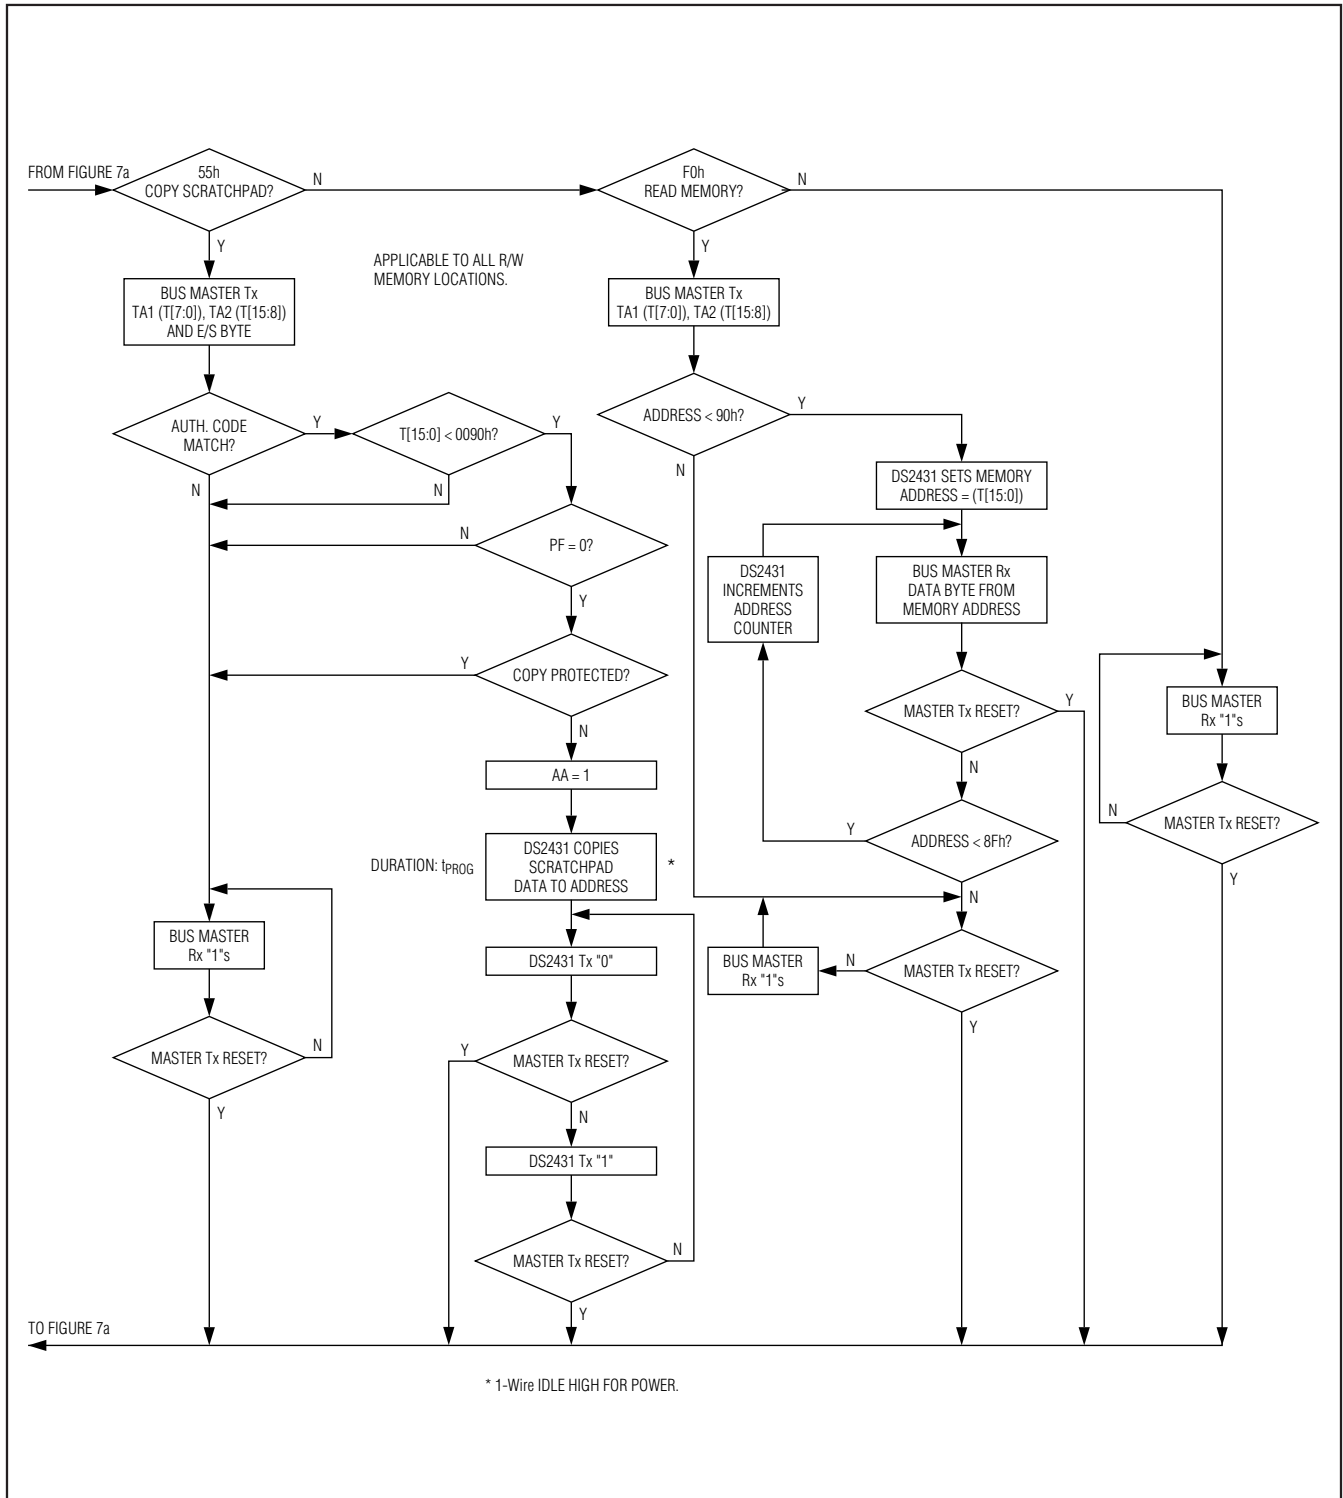 FROM FIGURE 7a
55h
COPY SCRATCHPAD?
N
F0h
READ MEMORY?
N
Y
APPLICABLE TO ALL R/W
MEMORY LOCATIONS.
Y
BUS MASTER Tx
TA1 (T[7:0]), TA2 (T[15:8])
AND E/S BYTE
BUS MASTER Tx
TA1 (T[7:0]), TA2 (T[15:8])
AUTH. CODE
MATCH?
Y
N
T[15:0] < 0090h?
Y
N
ADDRESS < 90h?
Y
N
DS2431 SETS MEMORY
ADDRESS = (T[15:0])
PF = 0?
N
Y
DS2431
INCREMENTS
ADDRESS
COUNTER
BUS MASTER Rx
DATA BYTE FROM
MEMORY ADDRESS
COPY PROTECTED?
Y
N
MASTER Tx RESET?
Y
N
BUS MASTER
Rx "1"s
AA = 1
MASTER Tx RESET?
N
Y
ADDRESS < 8Fh?
Y
N
DURATION: tPROG
DS2431 COPIES
SCRATCHPAD
DATA TO ADDRESS
*
BUS MASTER
Rx "1"s
DS2431 Tx "0"
BUS MASTER
Rx "1"s
N
MASTER Tx RESET?
Y
MASTER Tx RESET?
N
Y
Y
MASTER Tx RESET?
N
DS2431 Tx "1"
MASTER Tx RESET?
N
Y
TO FIGURE 7a
* 1-Wire IDLE HIGH FOR POWER.